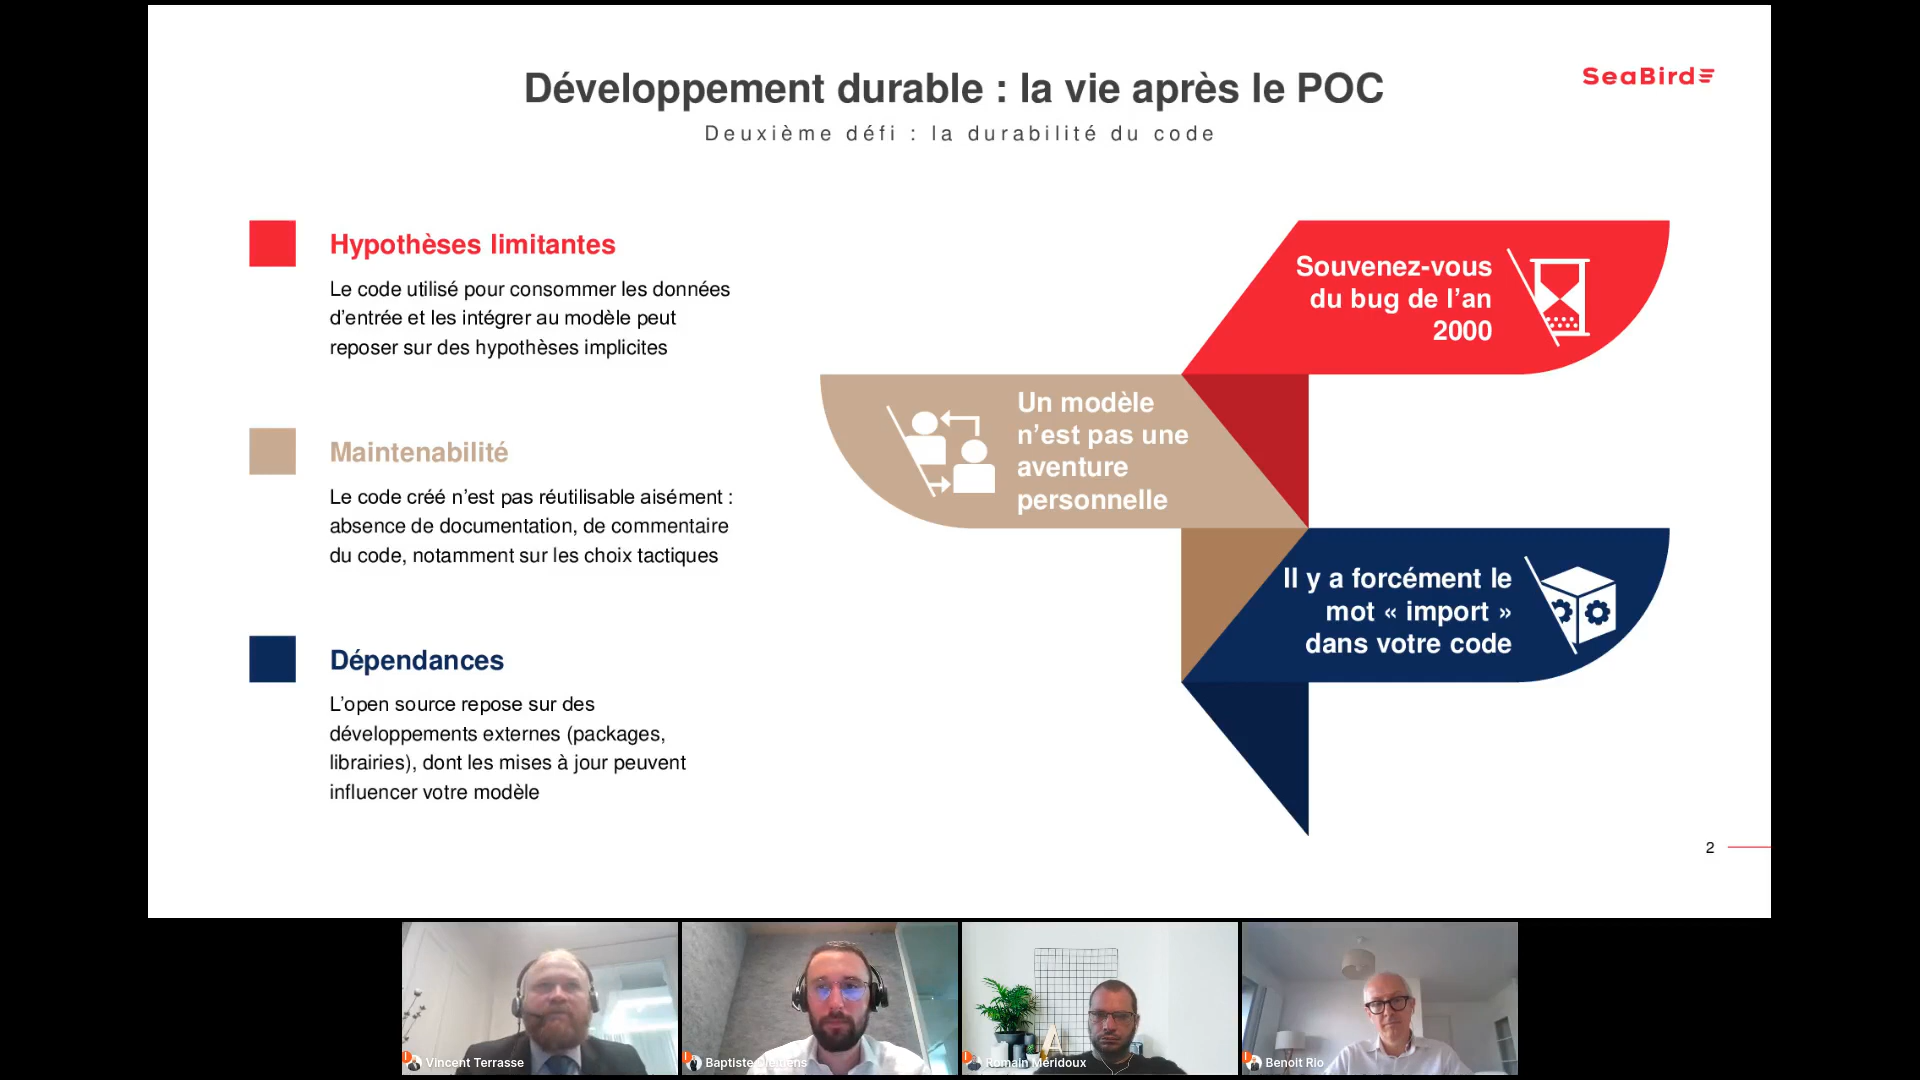 Développement durable : la vie après le POC
SeaBird
Deuxième défi : la durabilité du code
Hypothèses limitantes
Le code utilisé pour consommer les données
d’entrée et les intégrer au modèle peut
reposer sur des hypothèses implicites
Maintenabilité
Le code créé n’est pas réutilisable aisément :
absence de documentation, de commentaire
du code, notamment sur les choix tactiques
Dépendances
L’open source repose sur des
développements externes (packages,
librairies), dont les mises à jour peuvent
influencer votre modèle
Souvenez-vous
du bug de l’an
2000
Un modèle
n’est pas une
aventure
personnelle
Il y a forcément le
mot « import »
dans votre code
2
Vincent Terrasse
Baptiste Clemens
Romain Méridoux
Benoit Rio